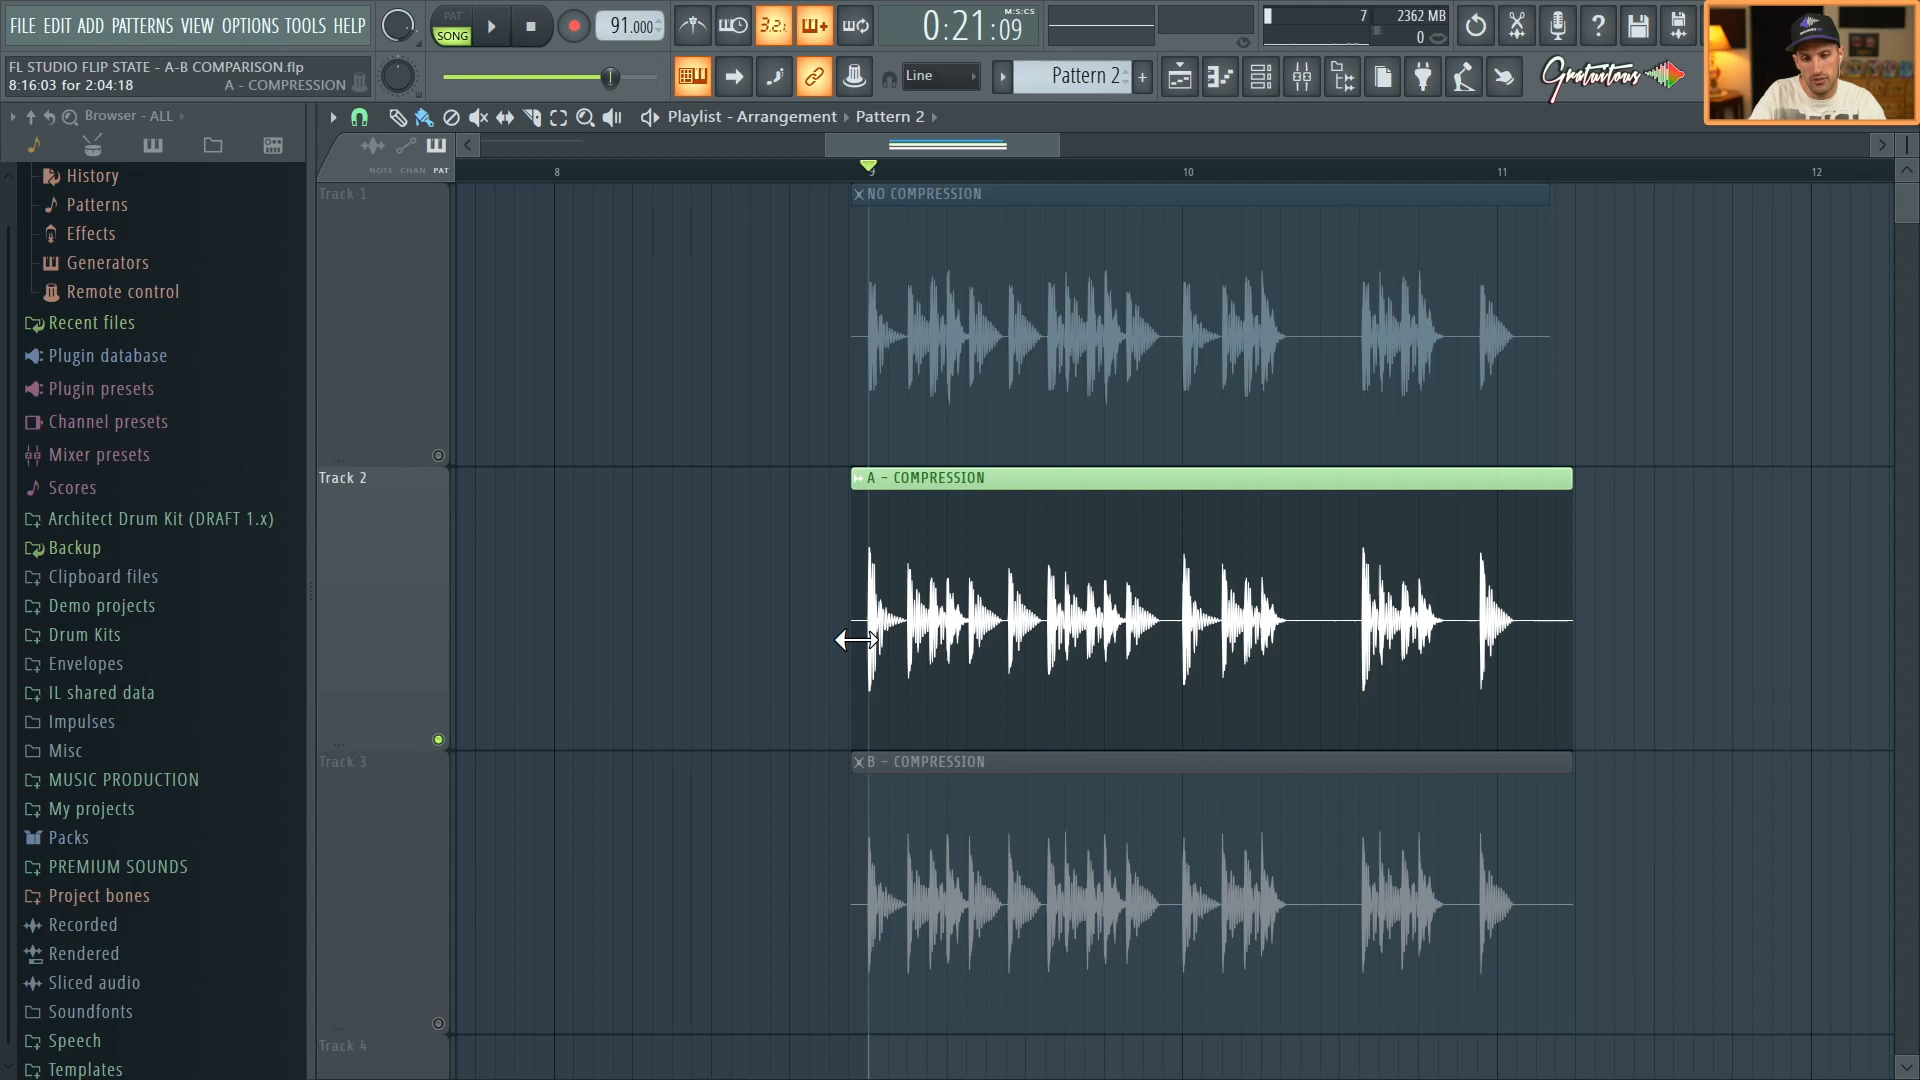 FILE EDIT ADD PATTERNS VIEW OPTIONS TOOLS HELP
PAT
SONG
91.000
3.2.
0:21:09
M:S:CS
7
2362 MB
0
FL STUDIO FLIP STATE - A-B COMPARISON.flp
8:16:03 for 2:04:18
A - COMPRESSION
Line
Pattern 2
Gratuitous
Browser - ALL
Playlist - Arrangement
Pattern 2
NOTE CHAN PAT
8
9
10
11
12
History
Patterns
Effects
Generators
Remote control
Recent files
Plugin database
Plugin presets
Channel presets
Mixer presets
Scores
Architect Drum Kit (DRAFT 1.x)
Backup
Clipboard files
Demo projects
Drum Kits
Envelopes
IL shared data
Impulses
Misc
MUSIC PRODUCTION
My projects
Packs
PREMIUM SOUNDS
Project bones
Recorded
Rendered
Sliced audio
Soundfonts
Speech
Templates
Track 1
NO COMPRESSION
Track 2
A - COMPRESSION
Track 3
B - COMPRESSION
Track 4